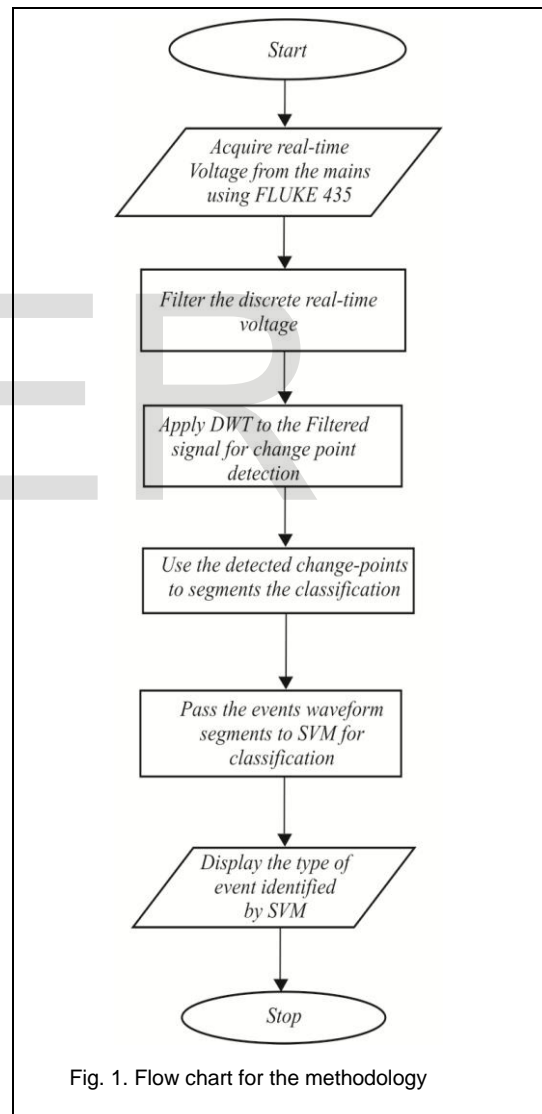 Start
Acquire real-time
Voltage from the mains
using FLUKE 435
Filter the discrete real-time
voltage
Apply DWT to the Filtered
signal for change point
detection
Use the detected change-points
to segments the classification
Pass the events waveform
segments to SVM for
classification
Display the type of
event identified
by SVM
Stop
ER
Fig. 1. Flow chart for the methodology